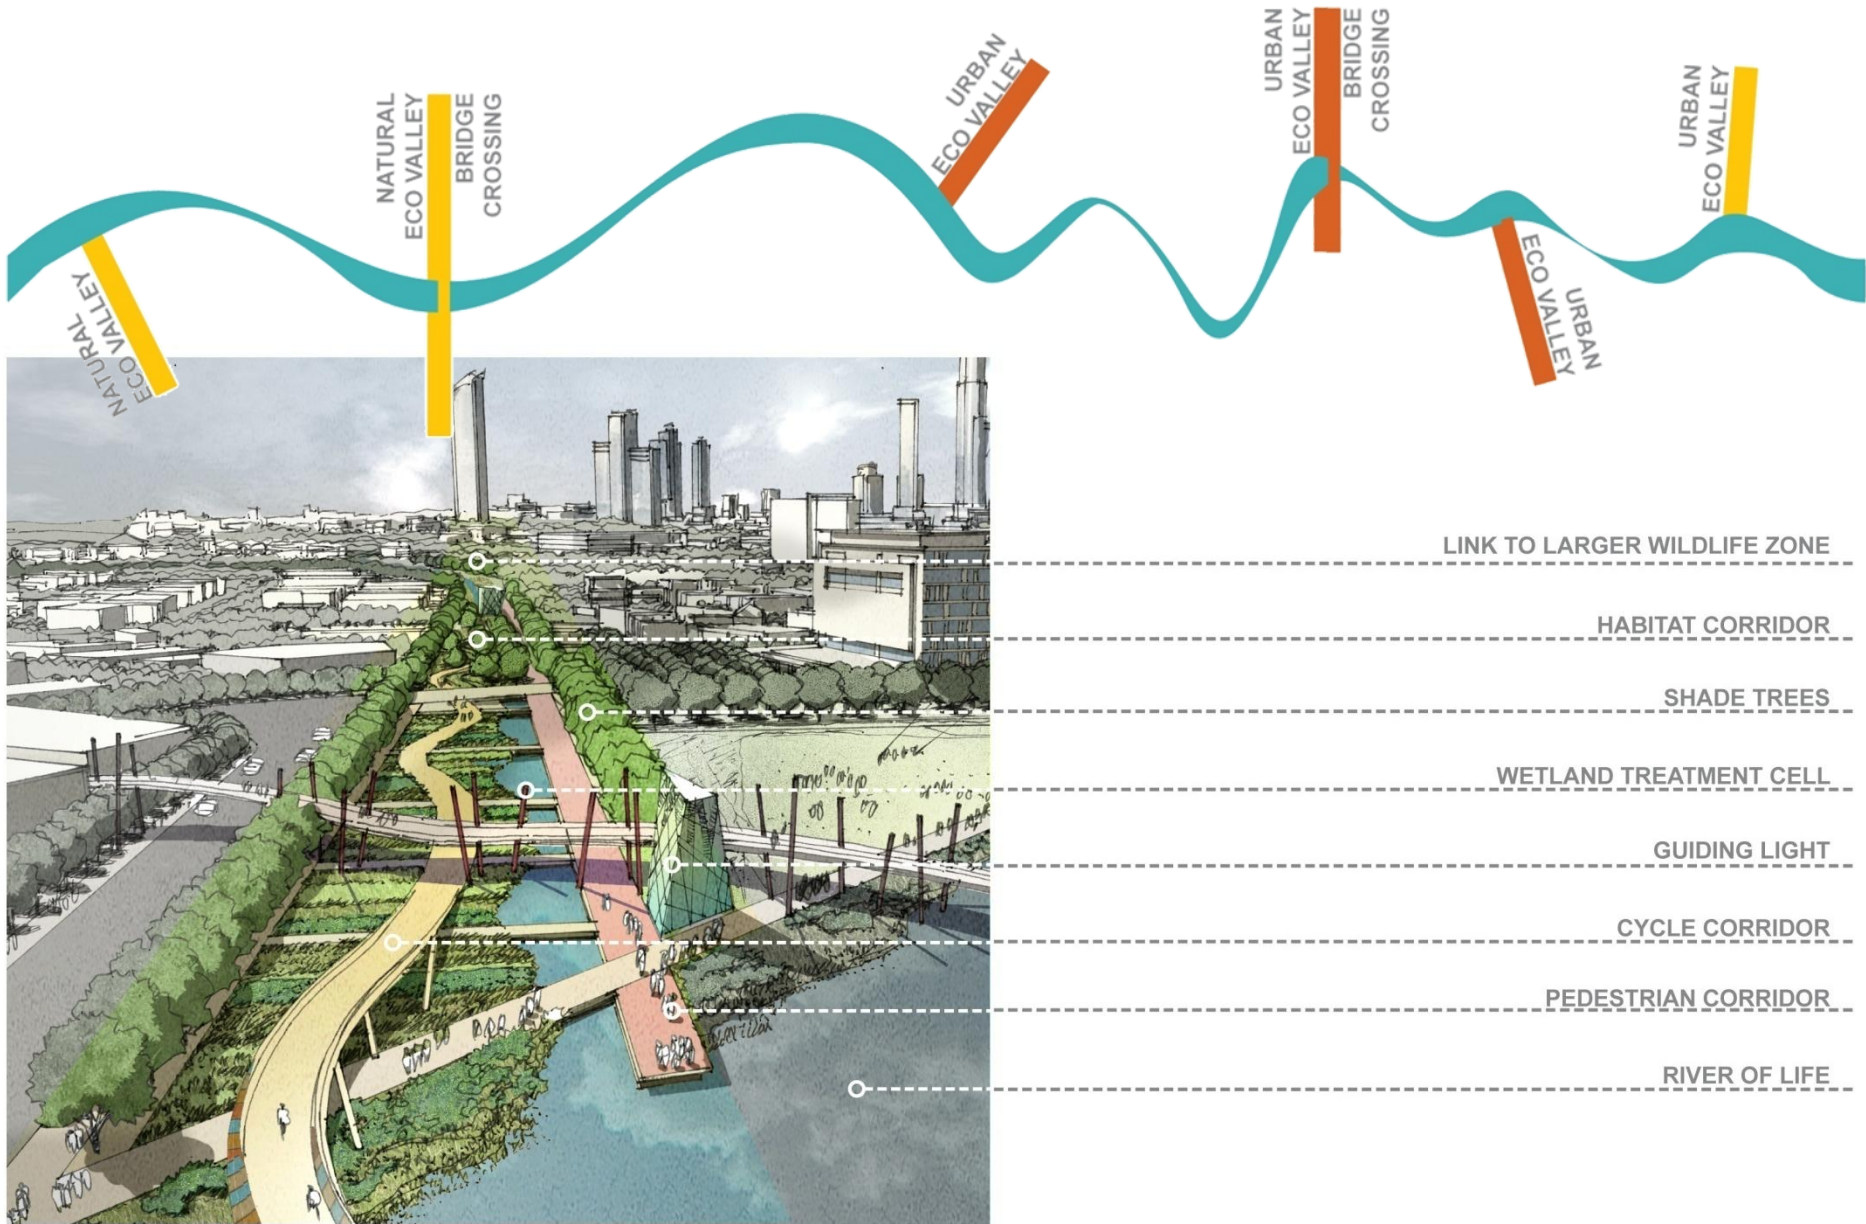 NATURAL
ECO VALLEY
NATURAL
ECO VALLEY
BRIDGE
CROSSING
URBAN
ECO VALLEY
URBAN
ECO VALLEY
BRIDGE
CROSSING
URBAN
ECO VALLEY
URBAN
ECO VALLEY
LINK TO LARGER WILDLIFE ZONE
HABITAT CORRIDOR
SHADE TREES
WETLAND TREATMENT CELL
GUIDING LIGHT
CYCLE CORRIDOR
PEDESTRIAN CORRIDOR
RIVER OF LIFE